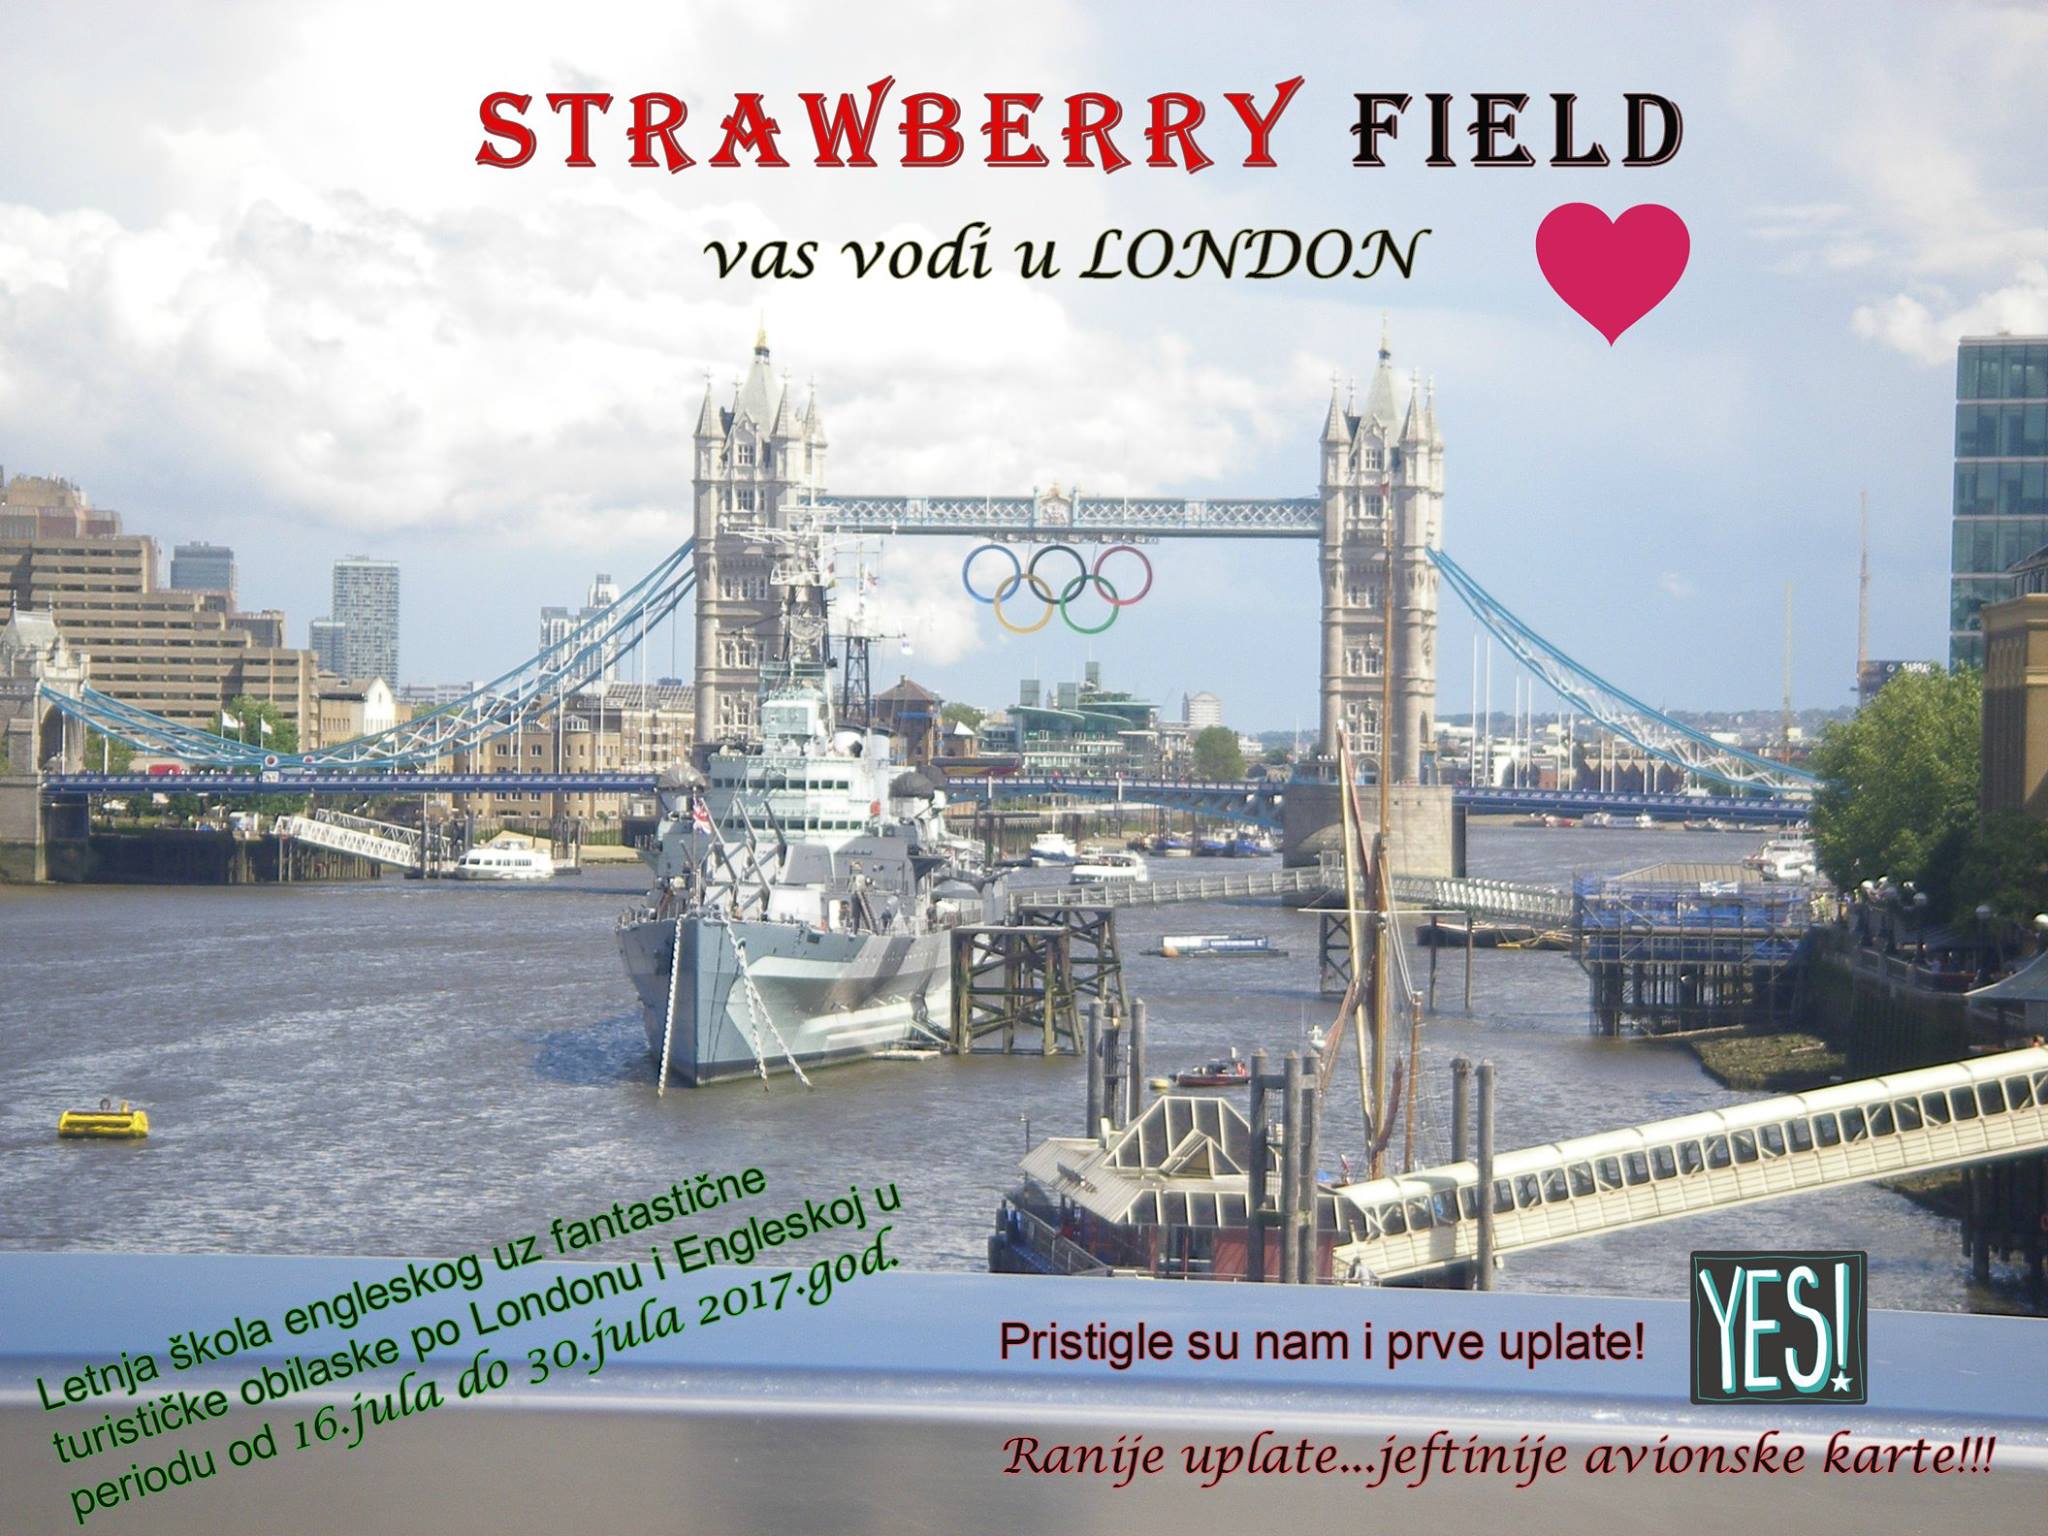 STRAWBERRY FIELD
vas vodi u LONDON
Letnja škola engleskog uz fantastične
turističke obilaske po Londonu i Engleskoj u
periodu od 16.jula do 30.jula 2017.god.
Pristigle su nam i prve uplate!
YES!
Ranije uplate...jeftinije avionske karte!!!